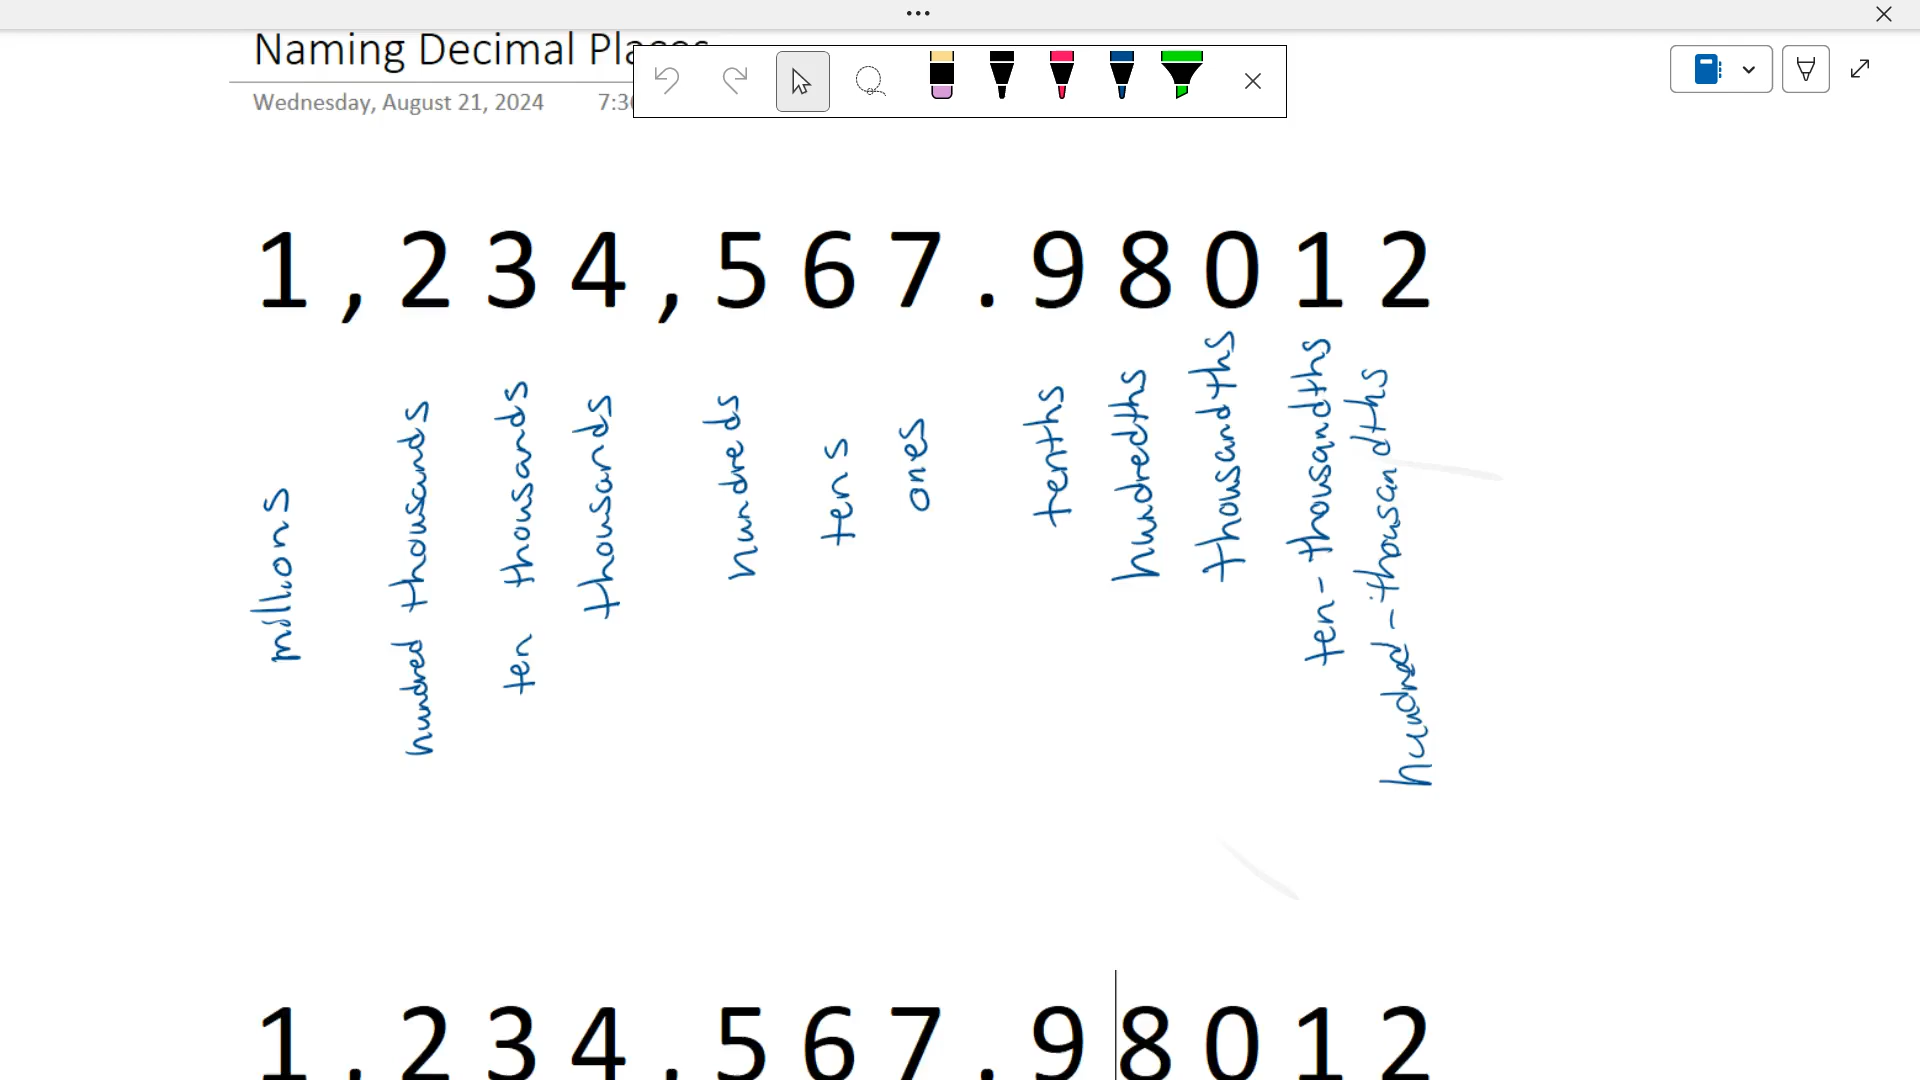 Naming Decimal Places
Wednesday, August 21, 2024 7:3
1,234,567.98012
millions
hundred thousands
ten thousands
thousands
hundreds
tens
ones
tenths
hundredths
thousandths
ten-thousandths
hundred-thousandths
1,234,567.98012